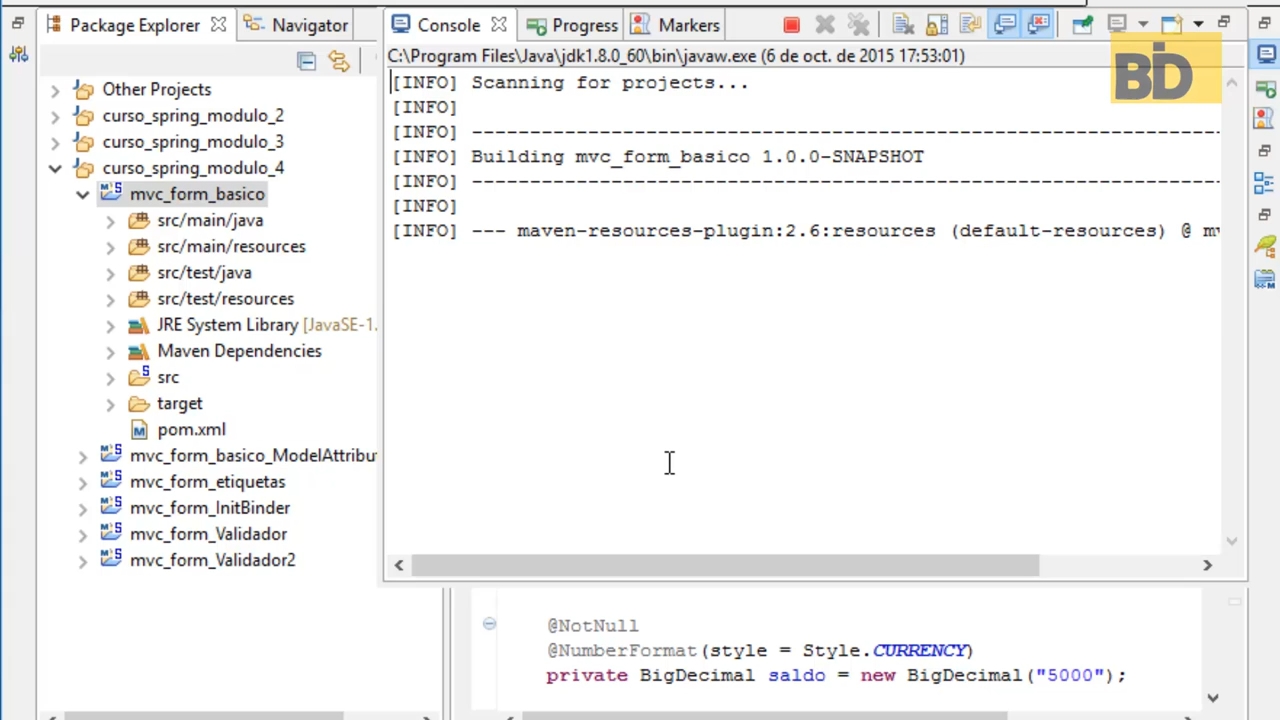 Package Explorer
Navigator
Other Projects
curso_spring_modulo_2
curso_spring_modulo_3
curso_spring_modulo_4
mvc_form_basico
src/main/java
src/main/resources
src/test/java
src/test/resources
JRE System Library [JavaSE-1.
Maven Dependencies
src
target
pom.xml
mvc_form_basico_ModelAttribut
mvc_form_etiquetas
mvc_form_InitBinder
mvc_form_Validador
mvc_form_Validador2
Console Progress Markers
C:\Program Files\Java\jdk1.8.0_60\bin\javaw.exe (6 de oct. de 2015 17:53:01)
BiD
[INFO] Scanning for projects...
[INFO]
[INFO] ------------------------------------------------------------------------
[INFO] Building mvc_form_basico 1.0.0-SNAPSHOT
[INFO] ------------------------------------------------------------------------
[INFO]
[INFO] --- maven-resources-plugin:2.6:resources (default-resources) @ mv
@NotNull
@NumberFormat(style = Style.CURRENCY)
private BigDecimal saldo = new BigDecimal("5000");